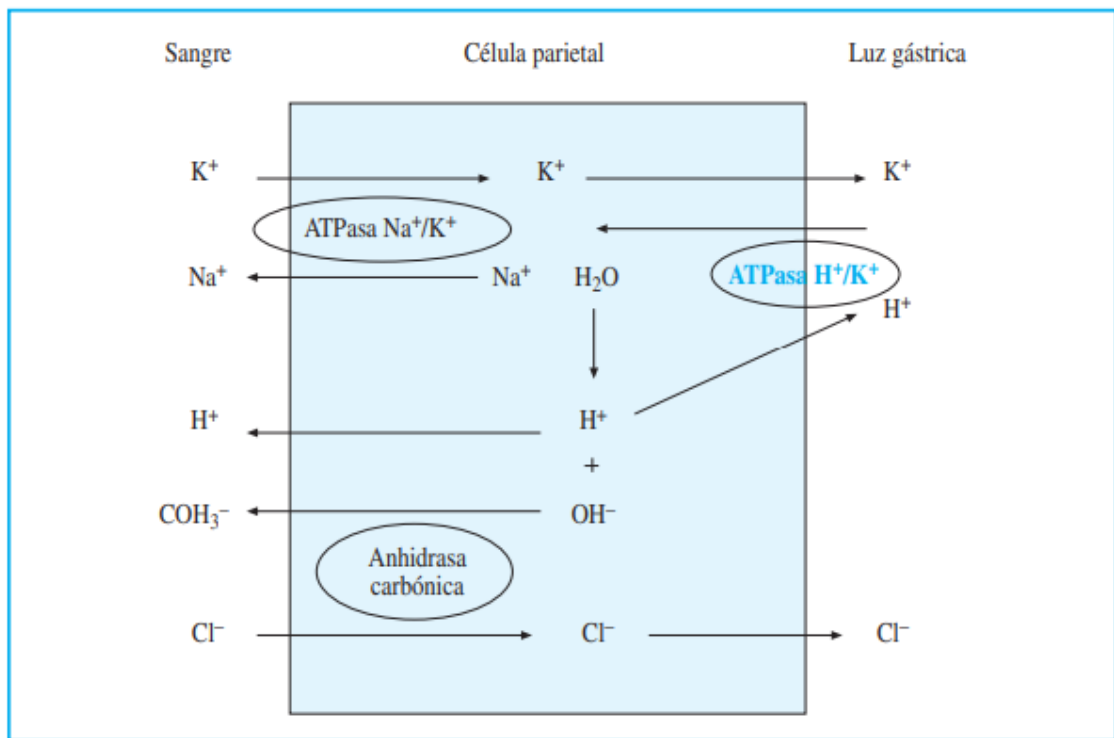 Sangre Célula parietal Luz gástrica
K⁺ K⁺ K⁺
ATPasa Na⁺/K⁺
Na⁺ Na⁺ H₂O ATPasa H⁺/K⁺
H⁺
H⁺ H⁺
+
COH₃⁻ OH⁻
Anhidrasa
carbónica
Cl⁻ Cl⁻ Cl⁻